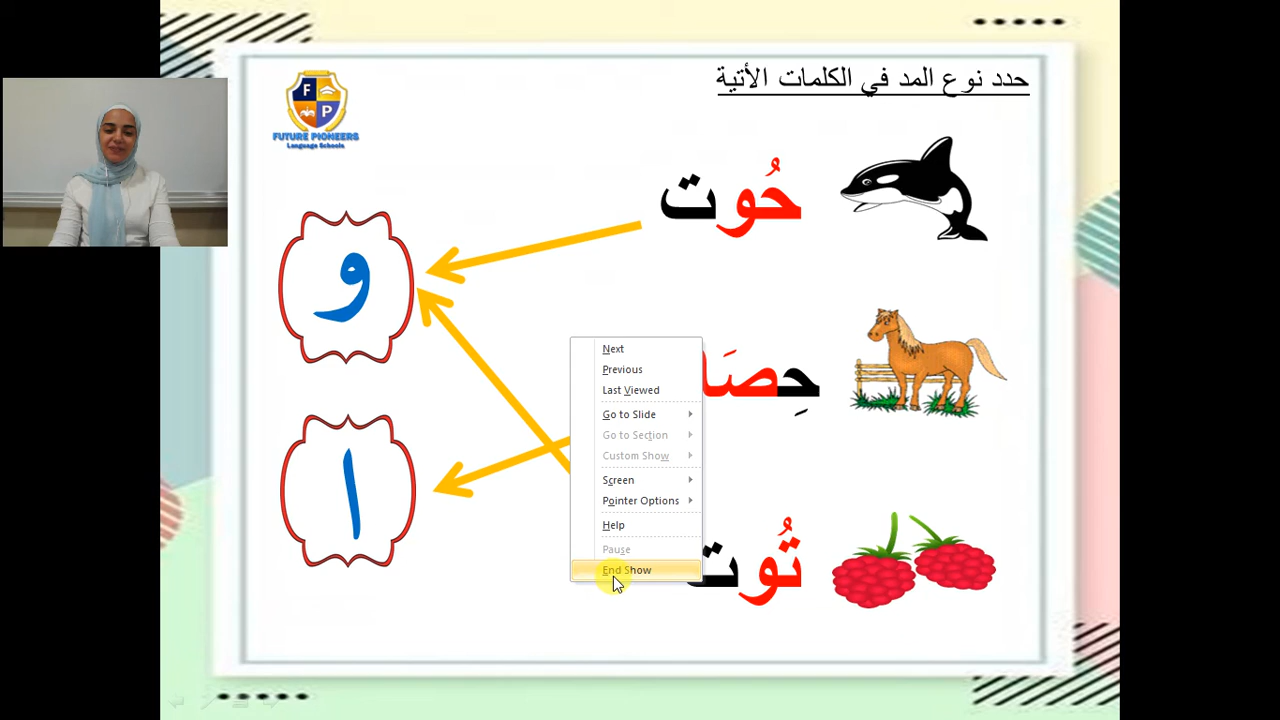 حدد نوع المد في الكلمات الأتية
F
P
FUTURE PIONEERS
Language Schools
حُوت
و
حِصَا
ا
تُوت
Next
Previous
Last Viewed
Go to Slide
Go to Section
Custom Show
Screen
Pointer Options
Help
Pause
End Show